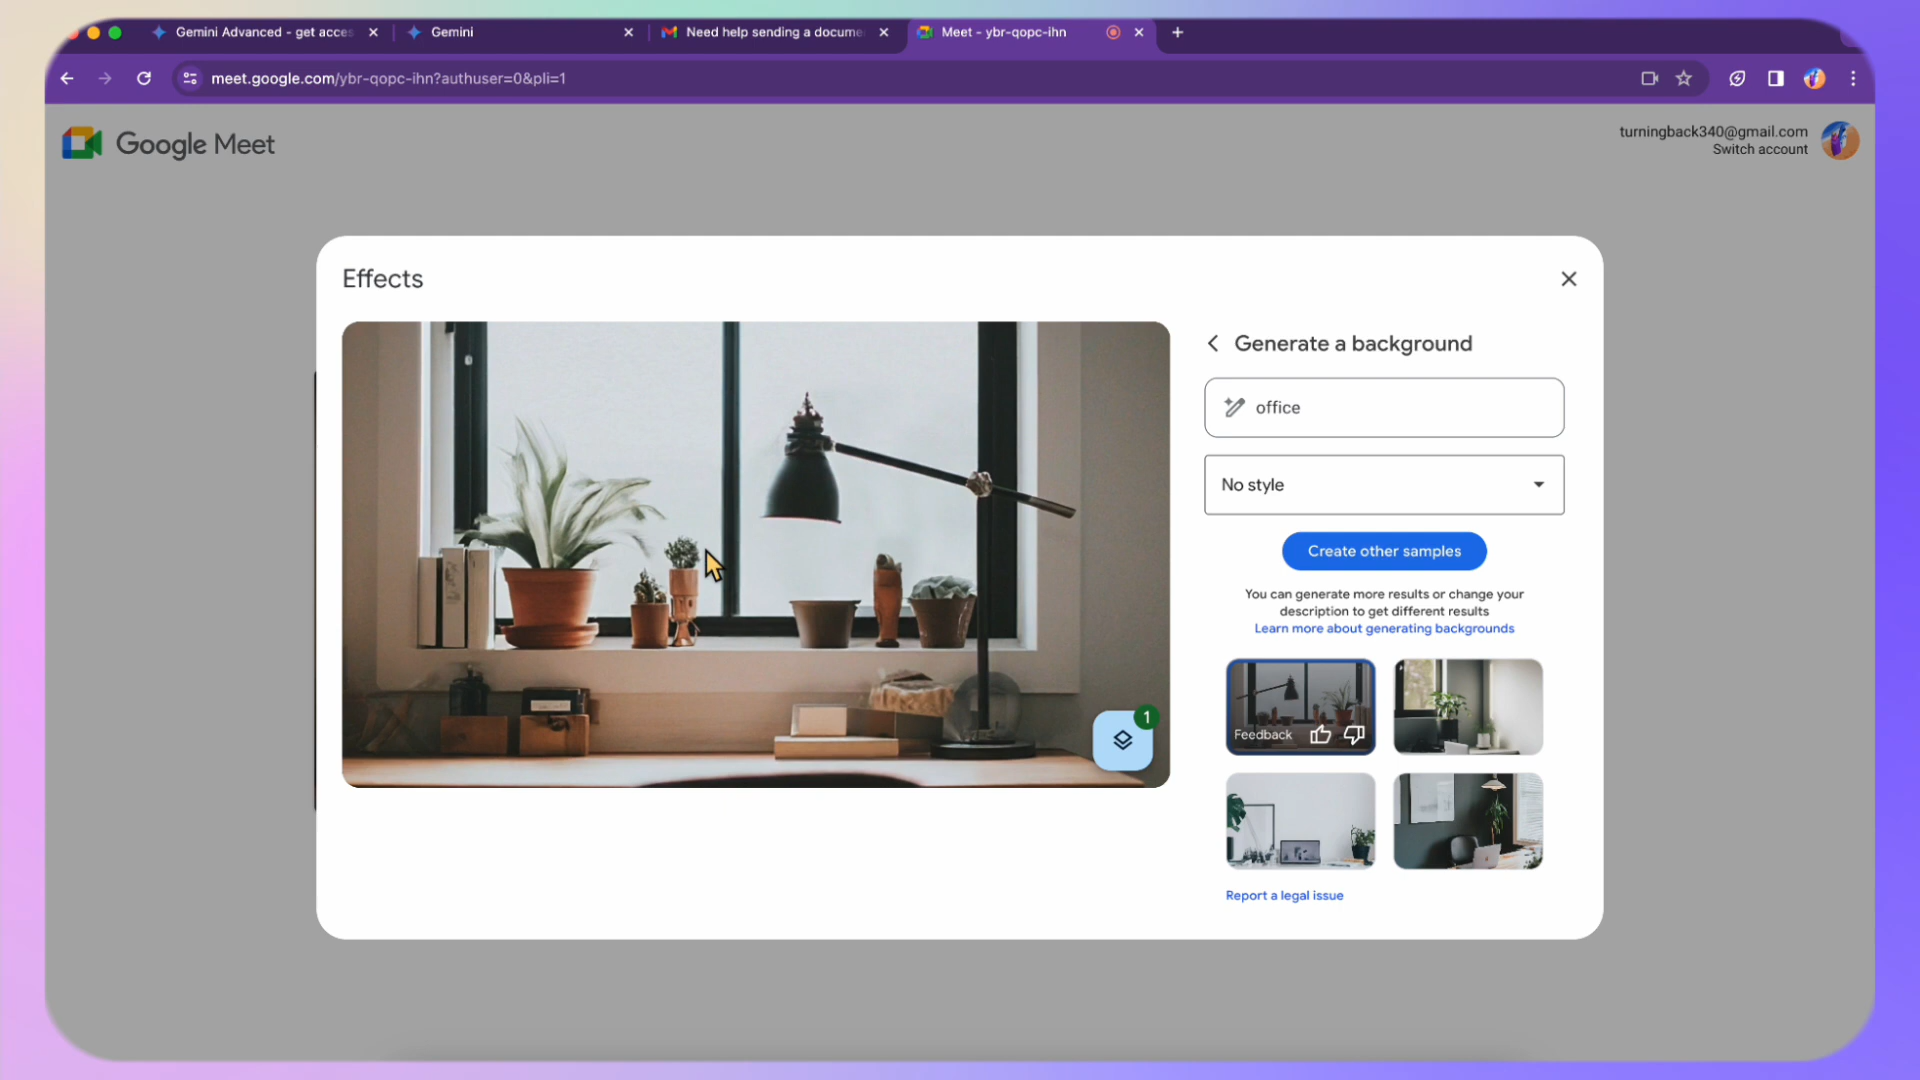 Gemini Advanced - get acces
Gemini
Need help sending a docume
Meet - ybr-qopc-ihn
meet.google.com/ybr-qopc-ihn?authuser=0&pli=1
Google Meet
turningback340@gmail.com
Switch account
Effects
Generate a background
office
No style
Create other samples
You can generate more results or change your
description to get different results
Learn more about generating backgrounds
1
Feedback
Report a legal issue